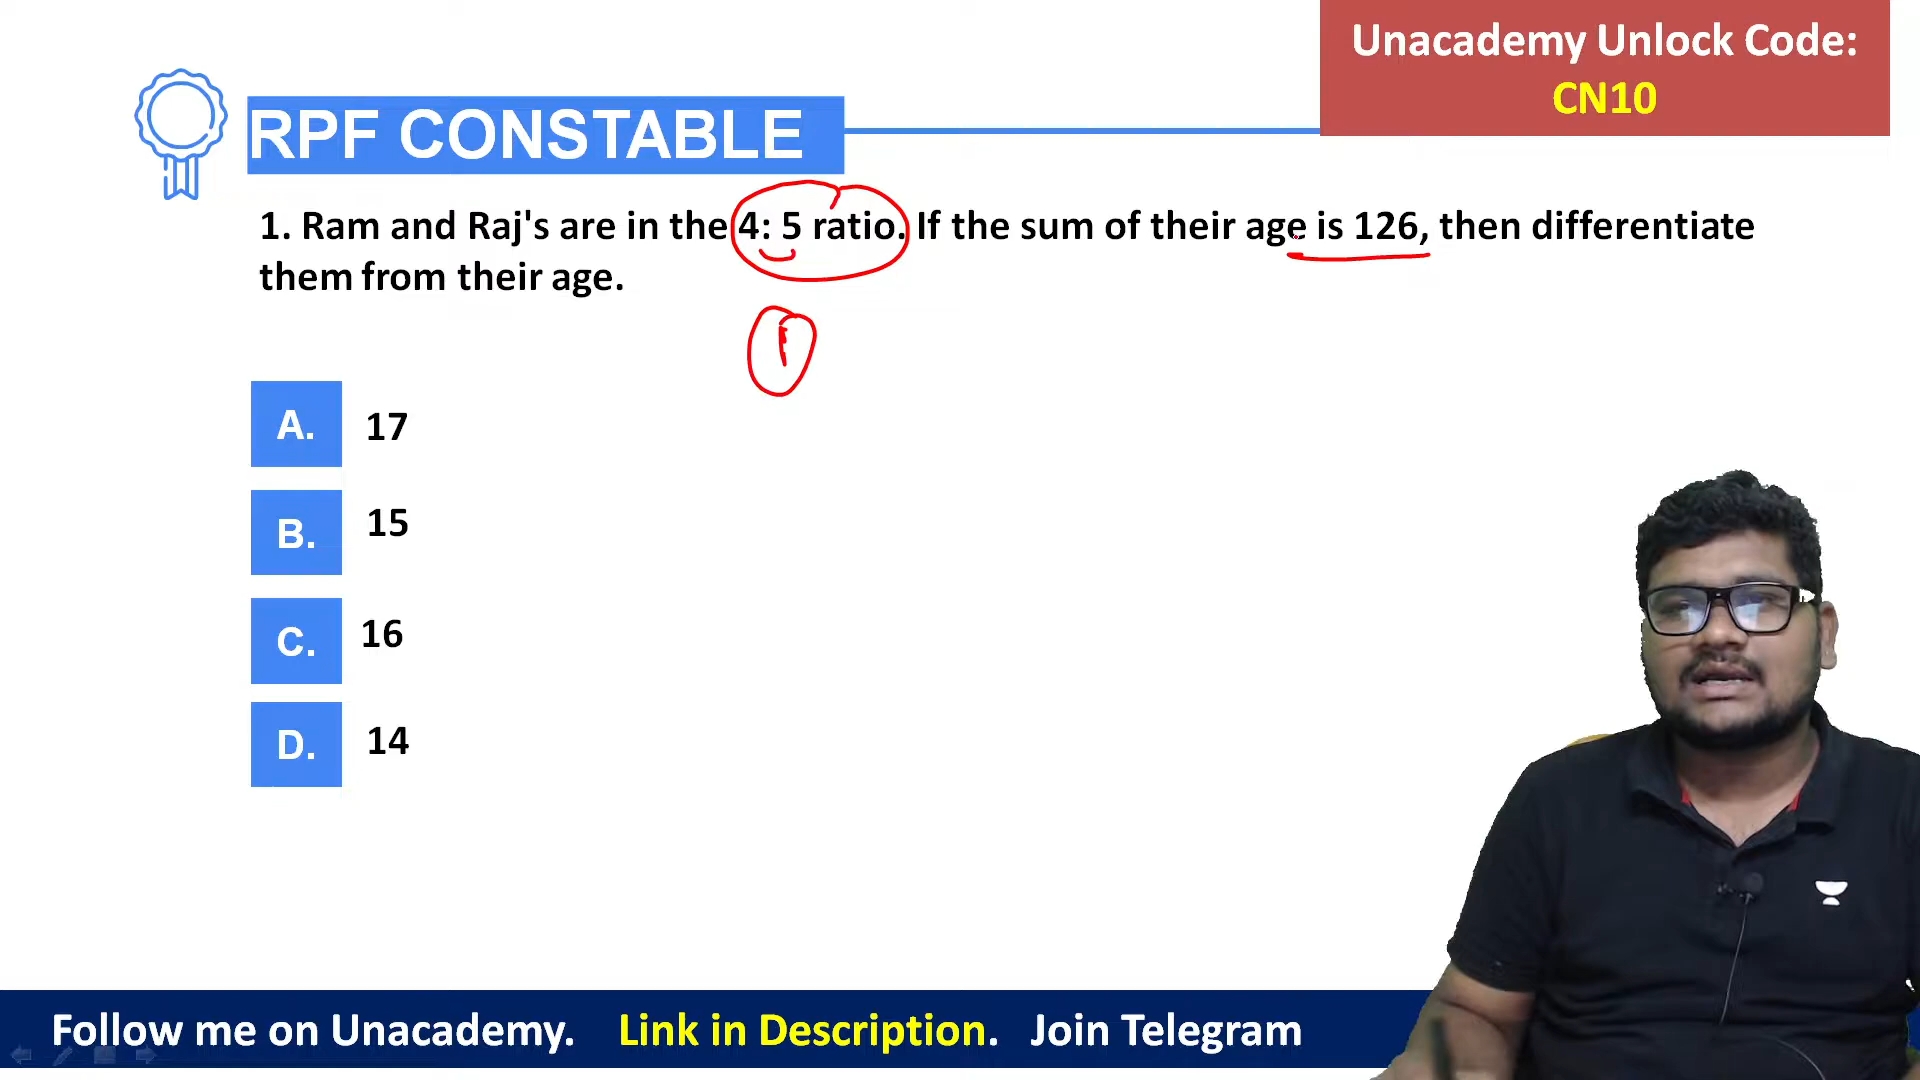 Unacademy Unlock Code:
CN10
RPF CONSTABLE
1. Ram and Raj's are in the 4: 5 ratio. If the sum of their age is 126, then differentiate
them from their age.
1
A. 17
B. 15
C. 16
D. 14
Follow me on Unacademy. Link in Description. Join Telegram